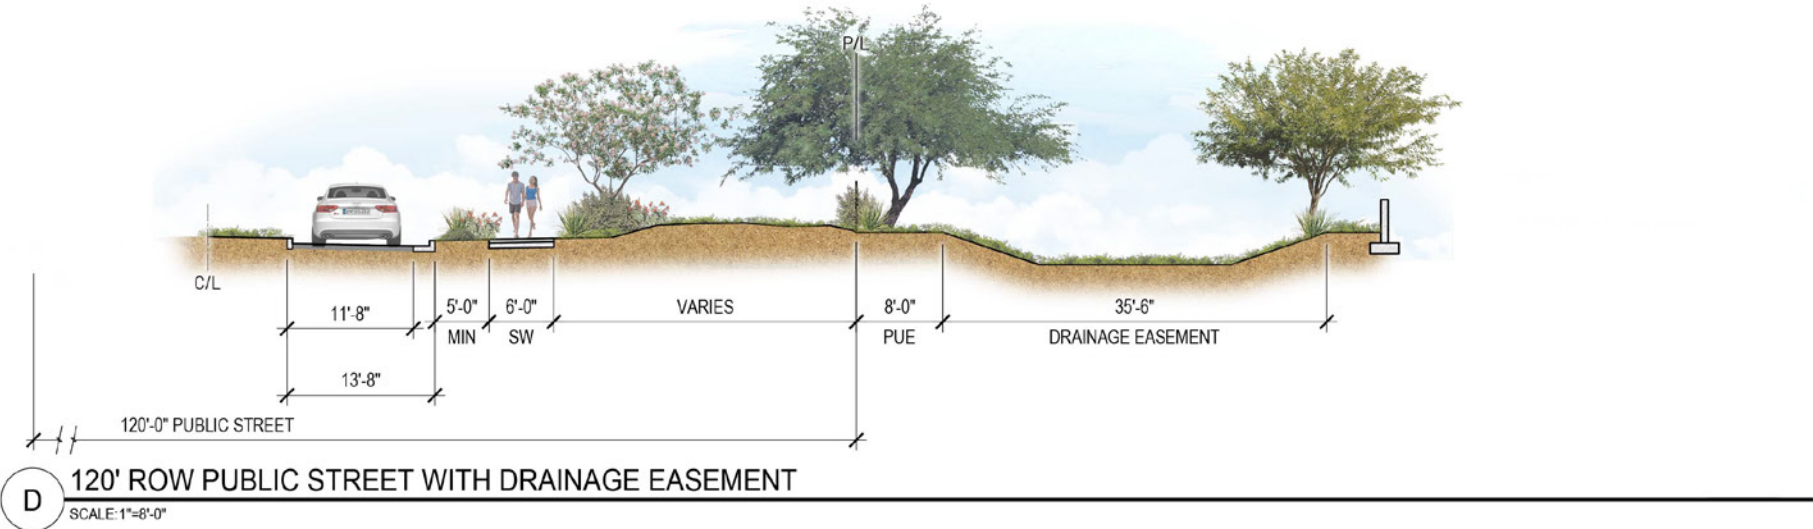 P/L
C/L
11'-8"
5'-0"
MIN
6'-0"
SW
VARIES
8'-0"
PUE
35'-6"
DRAINAGE EASEMENT
13'-8"
120'-0" PUBLIC STREET
D
120' ROW PUBLIC STREET WITH DRAINAGE EASEMENT
SCALE:1"=8'-0"